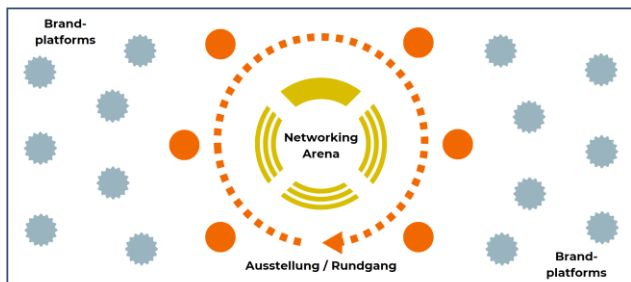 Brand-
platforms
Networking
Arena
Ausstellung / Rundgang
Brand-
platforms